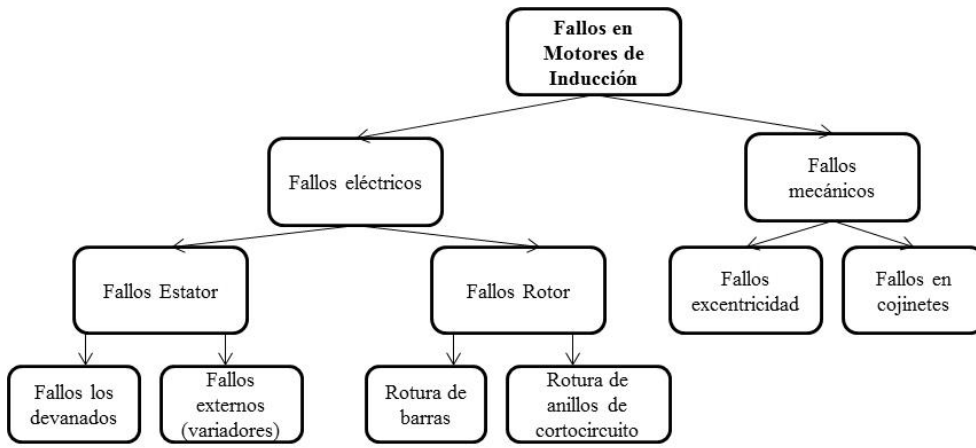 Fallos en
Motores de
Inducción
Fallos eléctricos
Fallos
mecánicos
Fallos Estator
Fallos Rotor
Fallos
excentricidad
Fallos en
cojinetes
Fallos los
devanados
Fallos
externos
(variadores)
Rotura de
barras
Rotura de
anillos de
cortocircuito